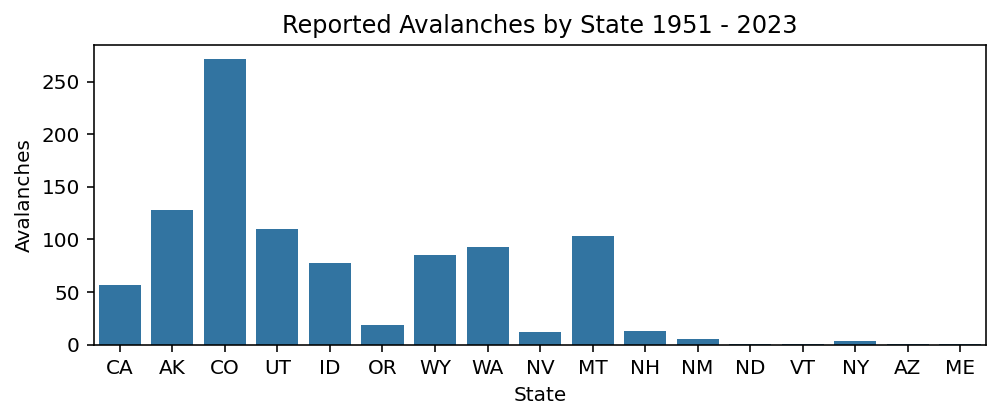 Reported Avalanches by State 1951 - 2023
Avalanches
250
200
150
100
50
0
CA AK CO UT ID OR WY WA NV MT NH NM ND VT NY AZ ME
State